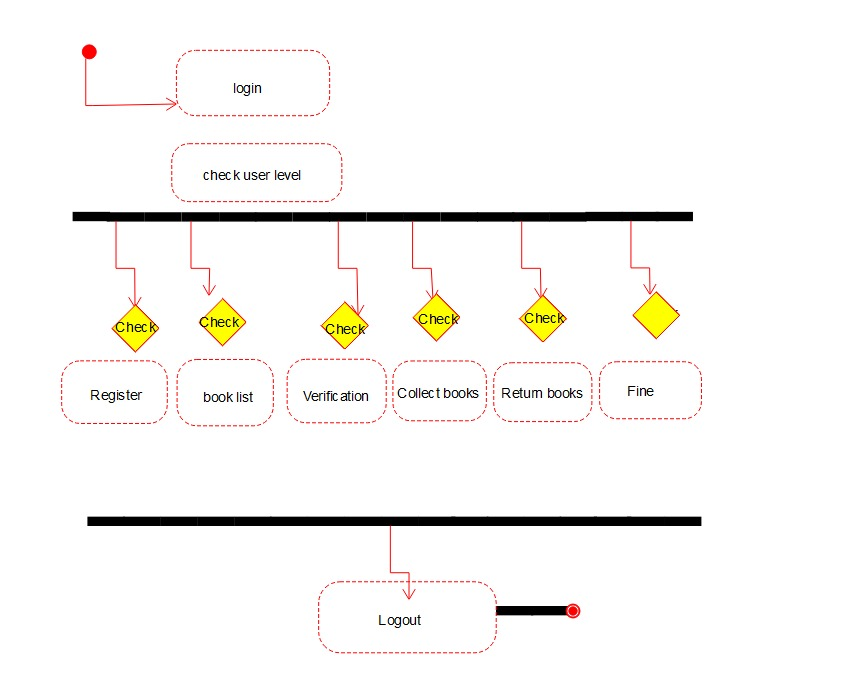 login
check user level
Check
Check
Check
Check
Check
Register
book list
Verification
Collect books
Return books
Fine
Logout